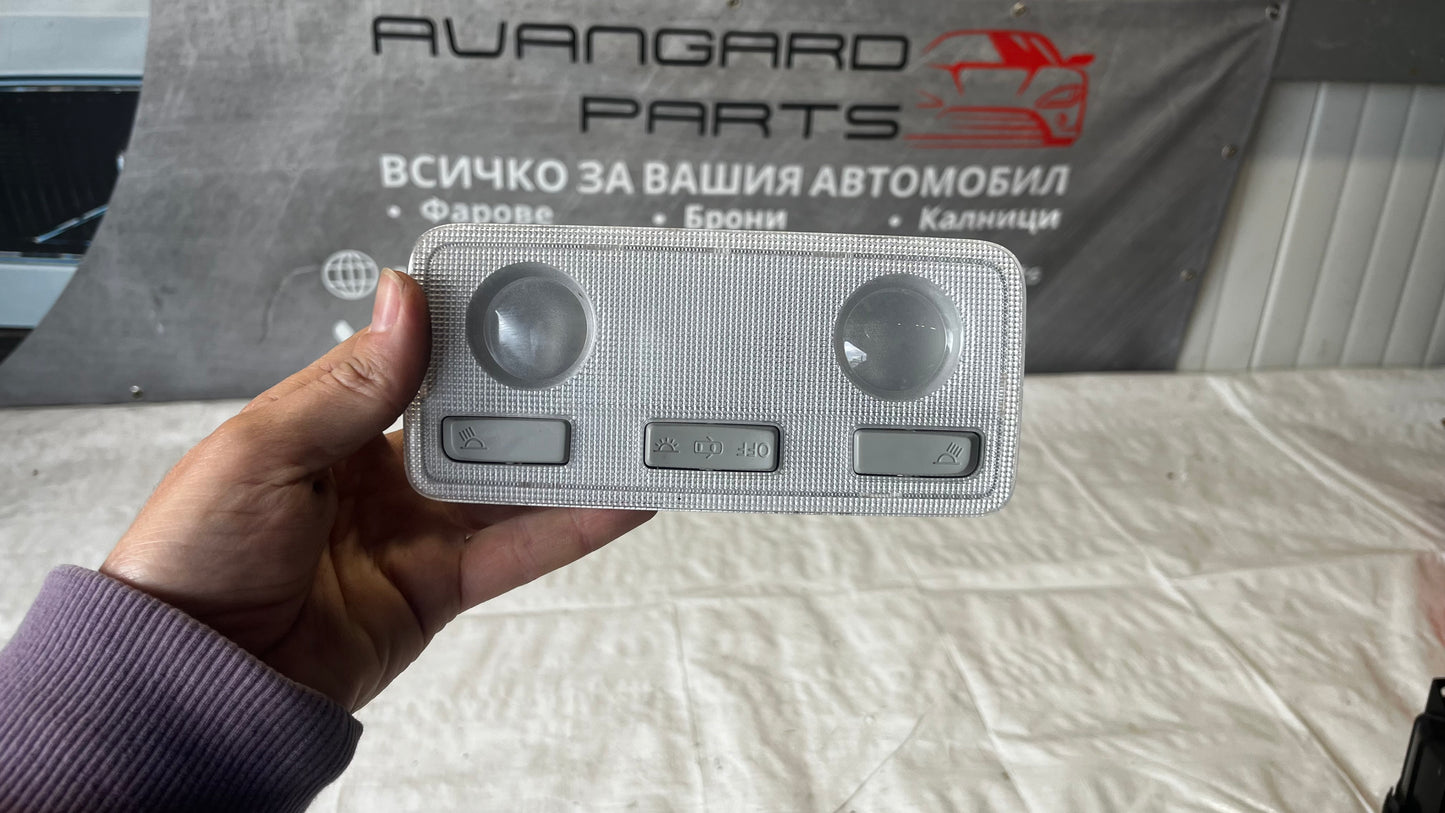 AVANGARD
PARTS
ВСИЧКО ЗА ВАШИЯ АВТОМОБИЛ
• Фарове • Брони • Калници
OFF